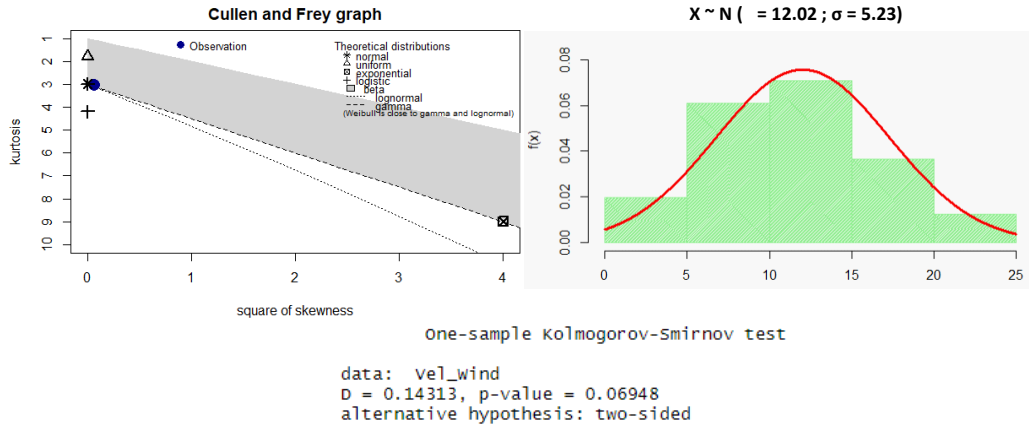 Cullen and Frey graph
Observation
Theoretical distributions
normal
uniform
exponential
logistic
beta
lognormal
gamma
(Weibull is close to gamma and lognormal)
kurtosis
1
2
3
4
5
6
7
8
9
10
0
1
2
3
4
square of skewness
X ~ N ( = 12.02 ; σ = 5.23)
f(x)
0.08
0.06
0.04
0.02
0.00
0
5
10
15
20
25
One-sample Kolmogorov-Smirnov test
data: Vel_Wind
D = 0.14313, p-value = 0.06948
alternative hypothesis: two-sided